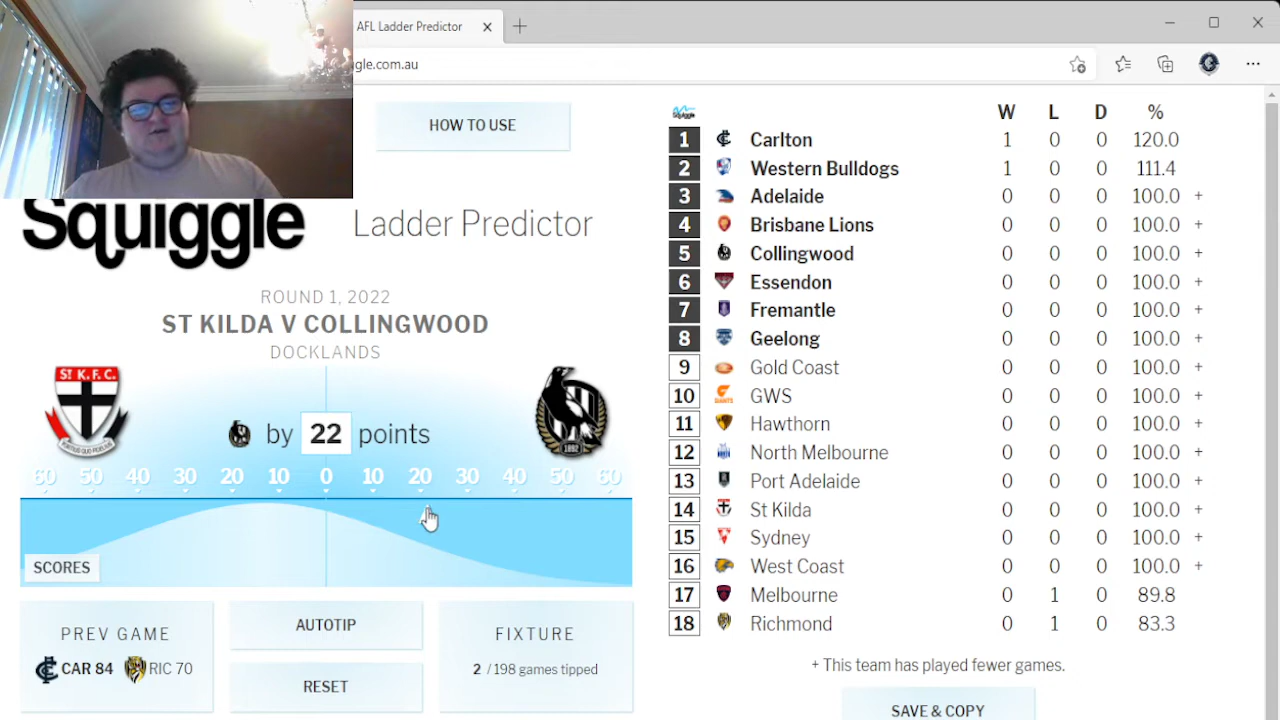 AFL Ladder Predictor
ggle.com.au
HOW TO USE
Squiggle
Ladder Predictor
ROUND 1, 2022
ST KILDA V COLLINGWOOD
DOCKLANDS
ST K.F.C.
by 22 points
60 50 40 30 20 10 0 10 20 30 40 50 60
SCORES
PREV GAME
CAR 84 RIC 70
AUTOTIP
RESET
FIXTURE
2 / 198 games tipped
Squiggle W L D %
1 Carlton 1 0 0 120.0
2 Western Bulldogs 1 0 0 111.4
3 Adelaide 0 0 0 100.0 +
4 Brisbane Lions 0 0 0 100.0 +
5 Collingwood 0 0 0 100.0 +
6 Essendon 0 0 0 100.0 +
7 Fremantle 0 0 0 100.0 +
8 Geelong 0 0 0 100.0 +
9 Gold Coast 0 0 0 100.0 +
10 GWS 0 0 0 100.0 +
11 Hawthorn 0 0 0 100.0 +
12 North Melbourne 0 0 0 100.0 +
13 Port Adelaide 0 0 0 100.0 +
14 St Kilda 0 0 0 100.0 +
15 Sydney 0 0 0 100.0 +
16 West Coast 0 0 0 100.0 +
17 Melbourne 0 1 0 89.8
18 Richmond 0 1 0 83.3
+ This team has played fewer games.
SAVE & COPY